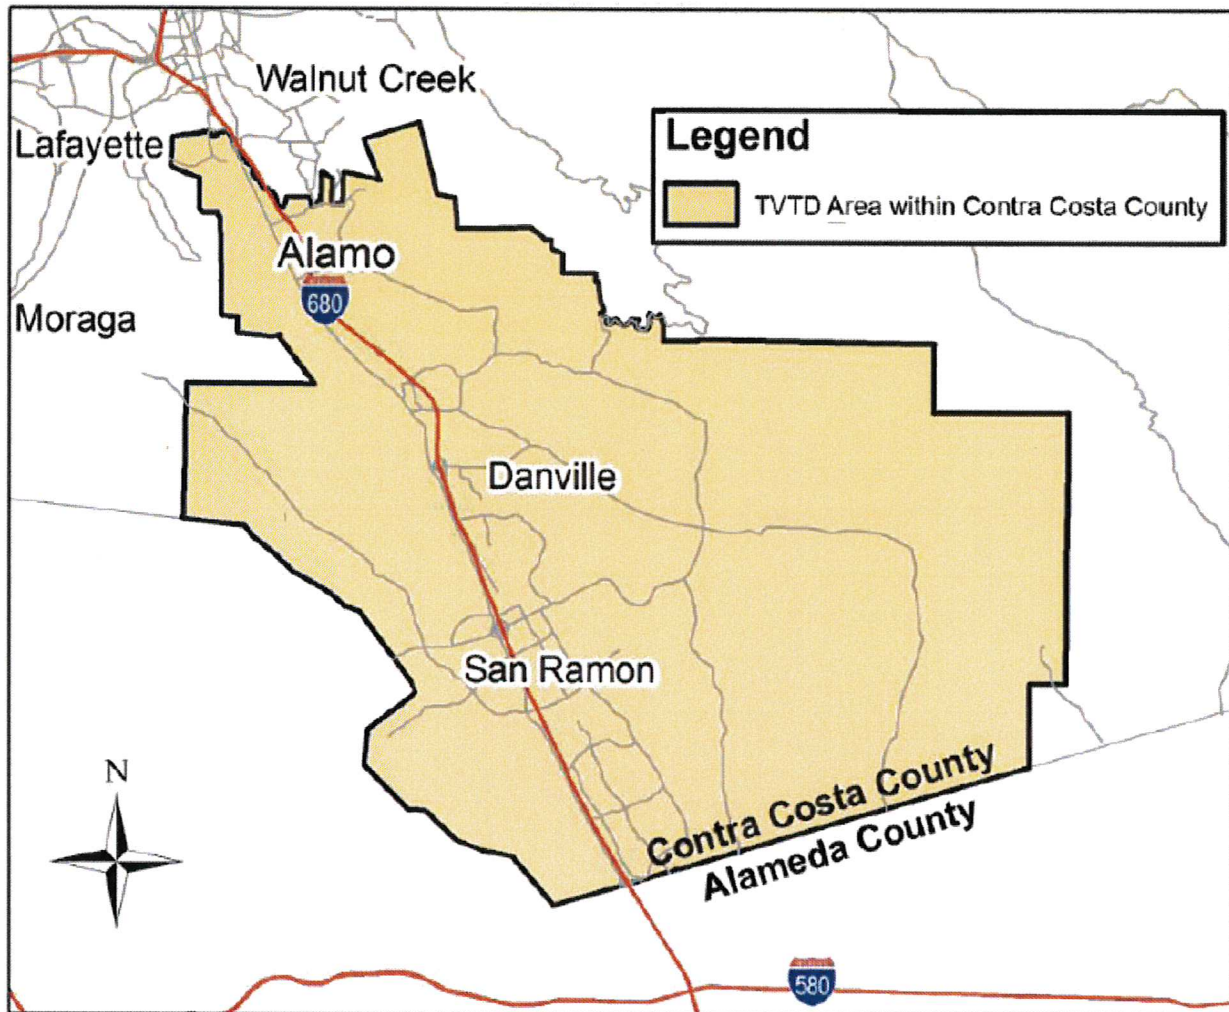 Walnut Creek
Lafayette
Legend
TVTD Area within Contra Costa County
Alamo
680
Moraga
Danville
San Ramon
N
Contra Costa County
Alameda County
580